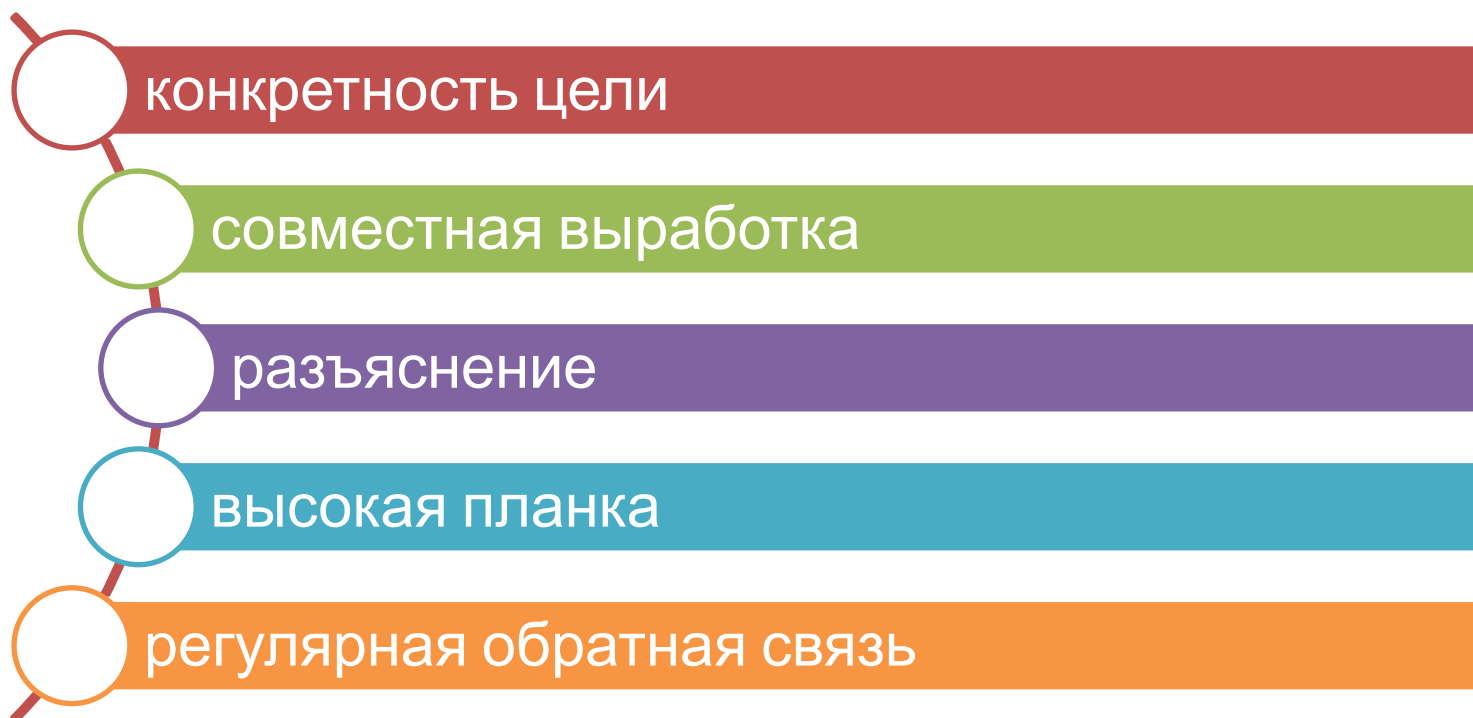 конкретность цели
совместная выработка
разъяснение
высокая планка
регулярная обратная связь